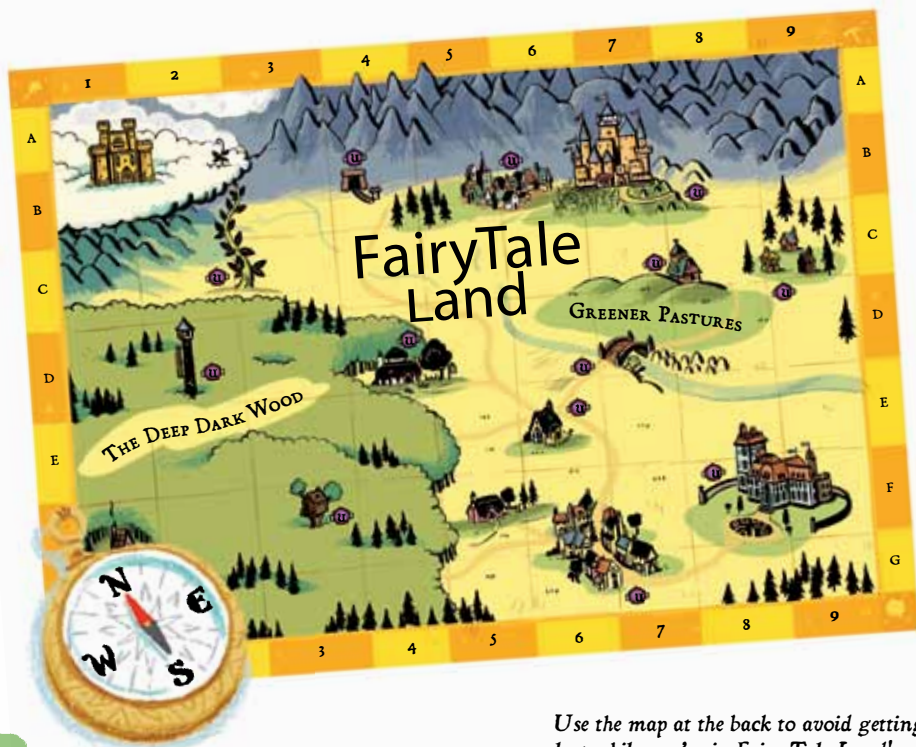 1 2 3 4 5 6 7 8 9
A
A
B
B
C
C
D
D
E
E
F
G
FairyTale
Land
Greener Pastures
The Deep Dark Wood
N
E
W
S
3 4 5 6 7 8 9
Use the map at the back to avoid getting